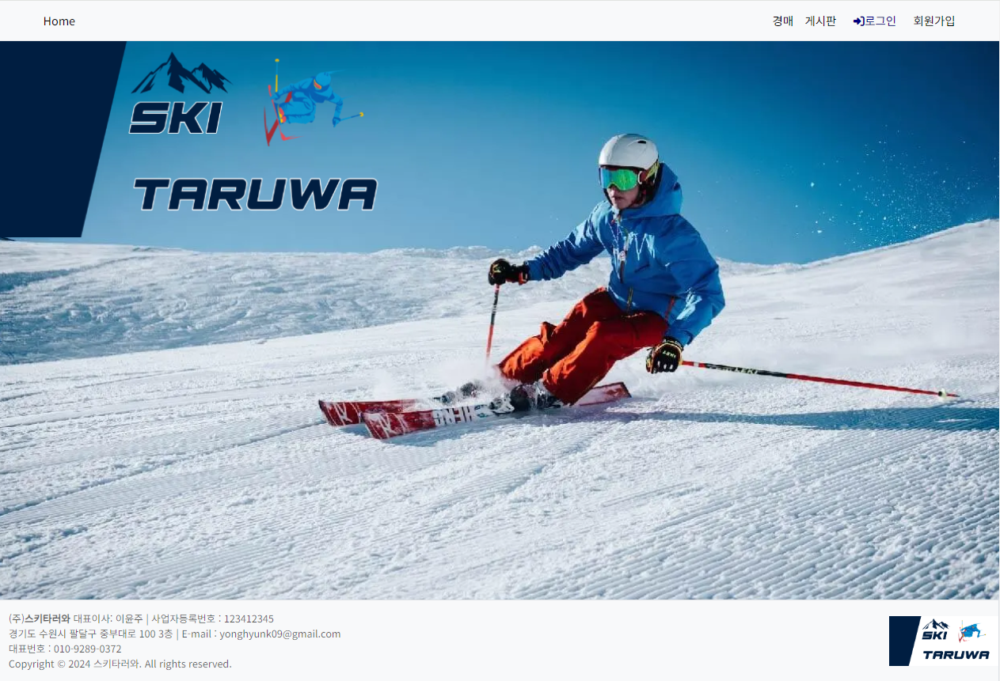 Home
경매 게시판 로그인 회원가입
SKI
TARUWA
LEKI
(주)스키타러와 대표이사: 이윤주 | 사업자등록번호 : 123412345
경기도 수원시 팔달구 중부대로 100 3층 | E-mail : yonghyunk09@gmail.com
대표번호 : 010-9289-0372
Copyright © 2024 스키타러와. All rights reserved.
SKI
TARUWA